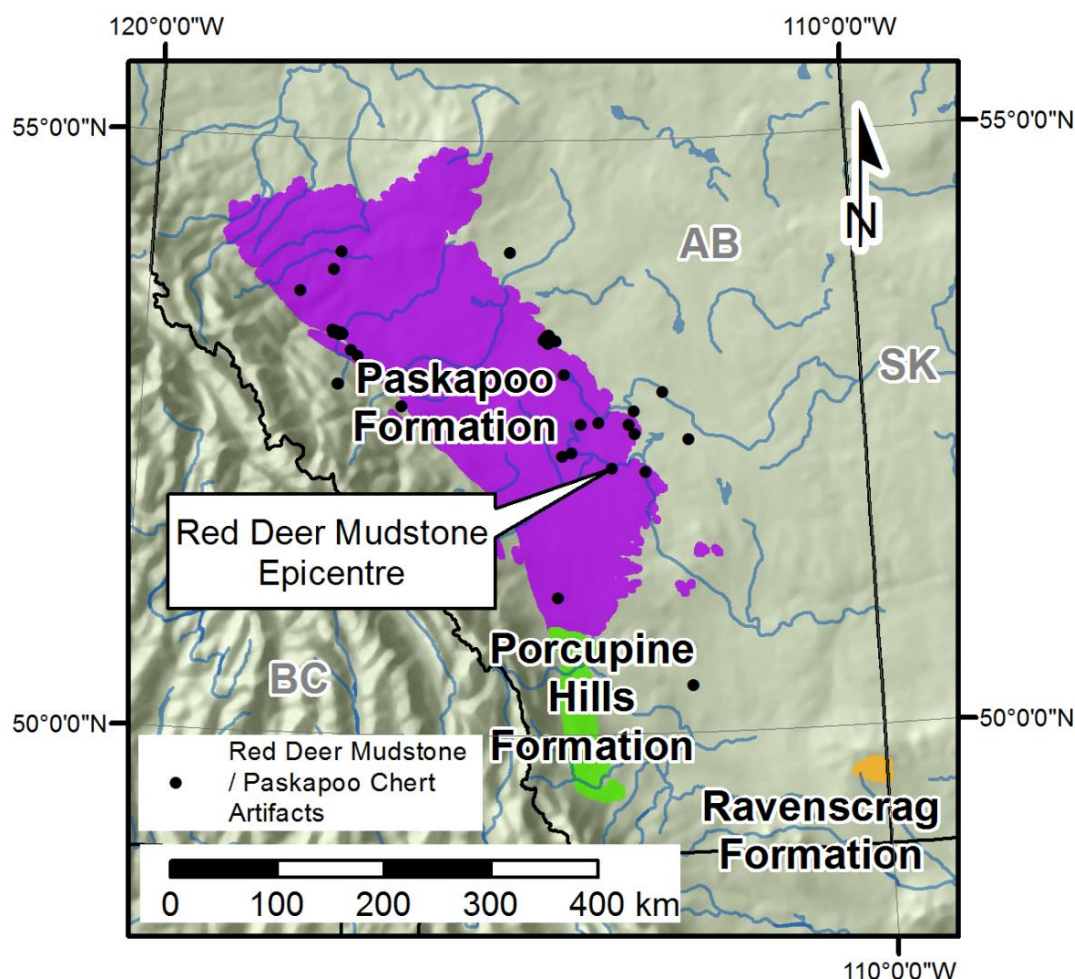 120°0'0"W
110°0'0"W
55°0'0"N
55°0'0"N
N
AB
SK
Paskapoo
Formation
Red Deer Mudstone
Epicentre
Porcupine
Hills
Formation
BC
50°0'0"N
50°0'0"N
Red Deer Mudstone
/ Paskapoo Chert
Artifacts
Ravenscrag
Formation
0 100 200 300 400 km
110°0'0"W